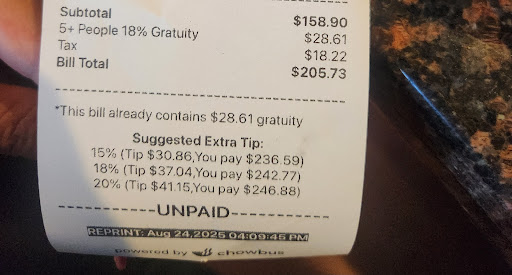 Subtotal $158.90
5+ People 18% Gratuity $28.61
Tax $18.22
Bill Total $205.73
*This bill already contains $28.61 gratuity
Suggested Extra Tip:
15% (Tip $30.86,You pay $236.59)
18% (Tip $37.04,You pay $242.77)
20% (Tip $41.15,You pay $246.88)
UNPAID
REPRINT: Aug 24,2025 04:09:45 PM
powered by chowbus